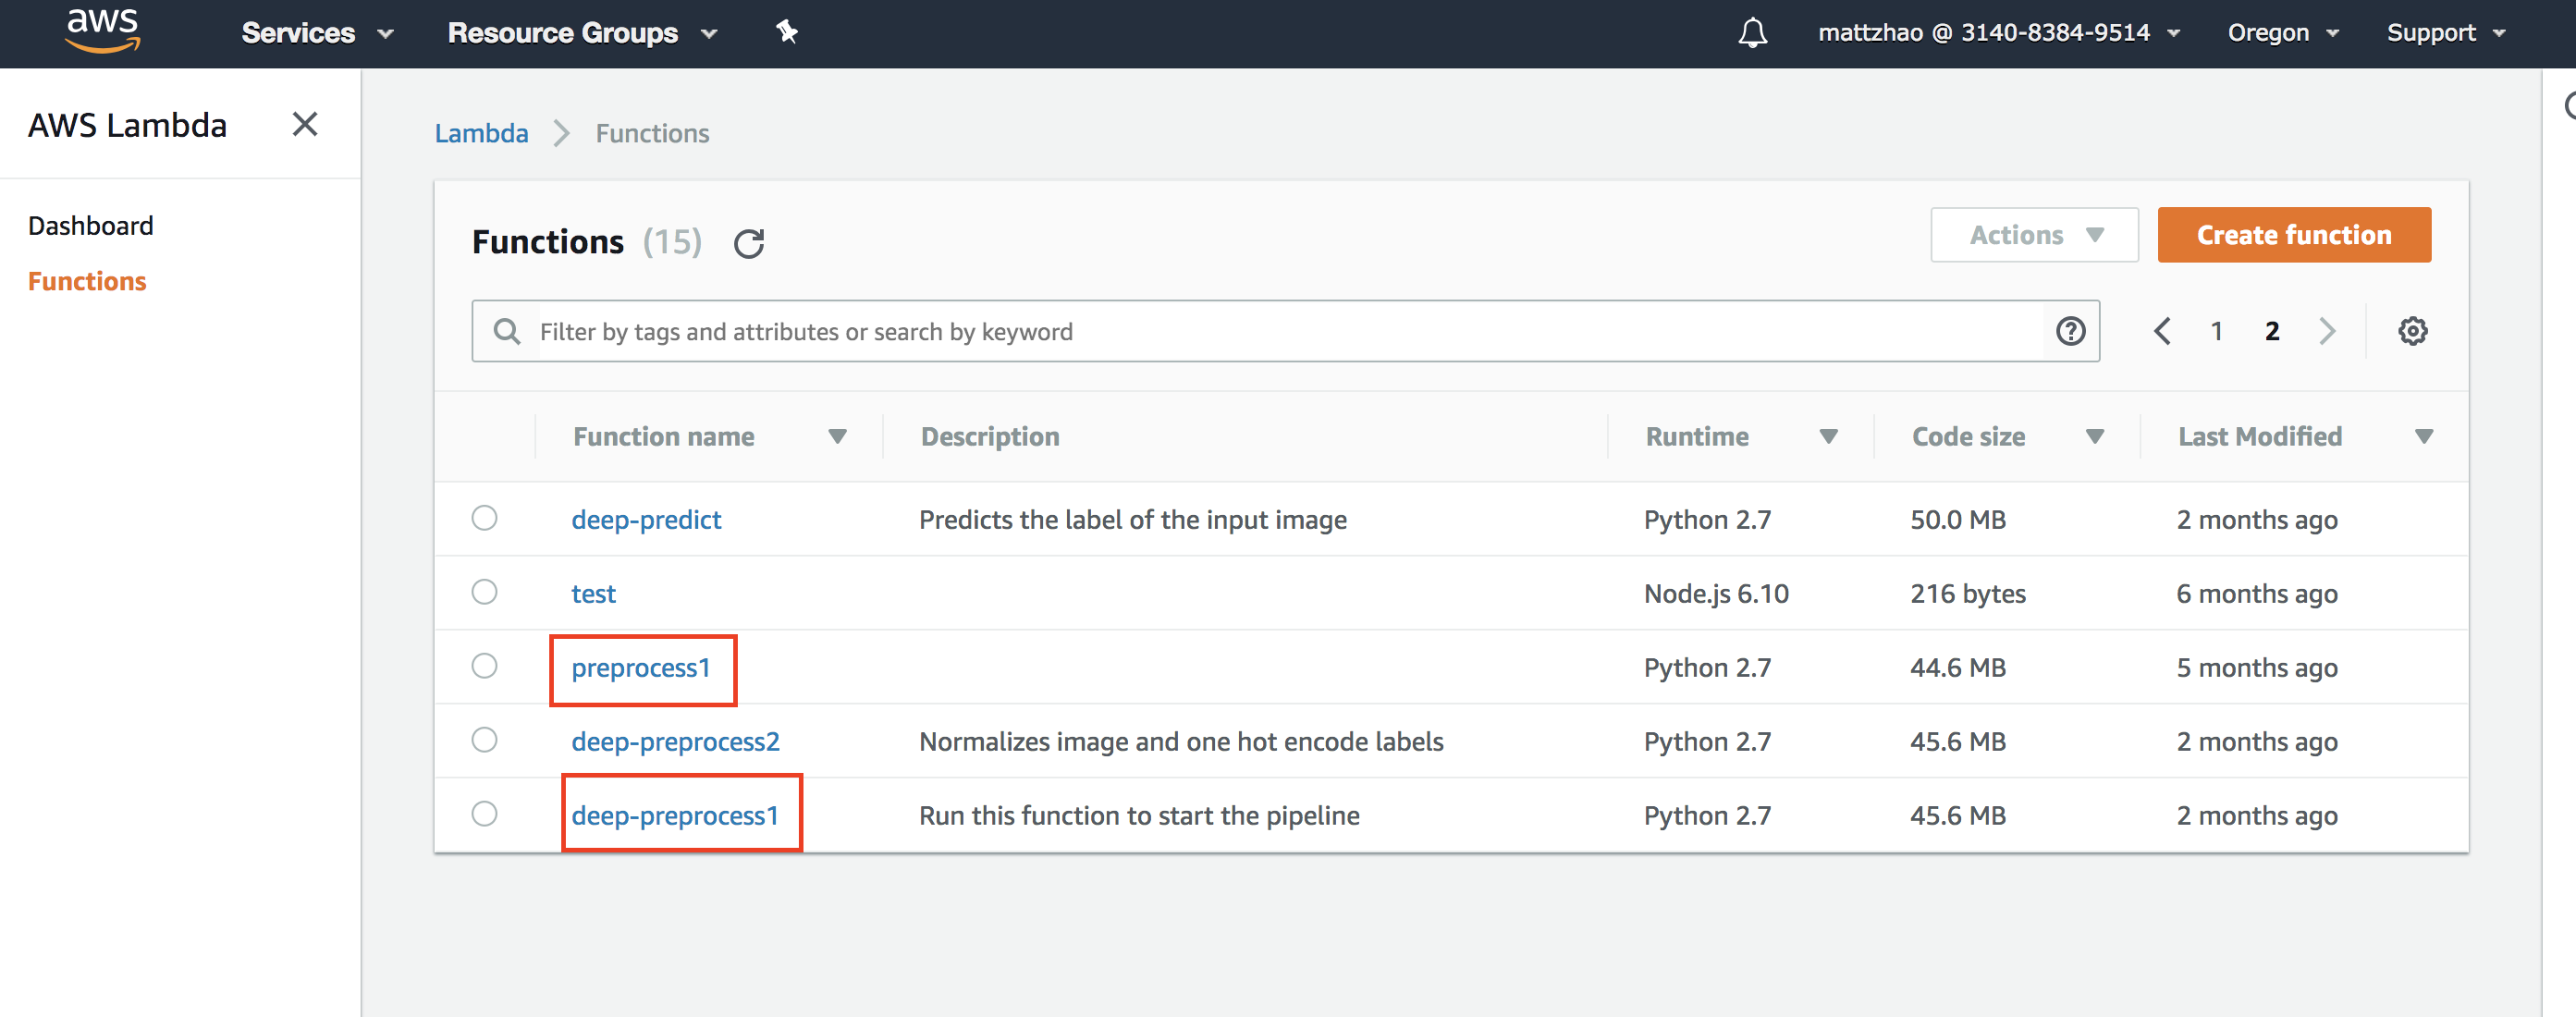 aws Services Resource Groups mattzhao @ 3140-8384-9514 Oregon Support
AWS Lambda
Dashboard
Functions
Lambda Functions
Functions (15) Actions Create function
Filter by tags and attributes or search by keyword 1 2
Function name Description Runtime Code size Last Modified
deep-predict Predicts the label of the input image Python 2.7 50.0 MB 2 months ago
test Node.js 6.10 216 bytes 6 months ago
preprocess1 Python 2.7 44.6 MB 5 months ago
deep-preprocess2 Normalizes image and one hot encode labels Python 2.7 45.6 MB 2 months ago
deep-preprocess1 Run this function to start the pipeline Python 2.7 45.6 MB 2 months ago